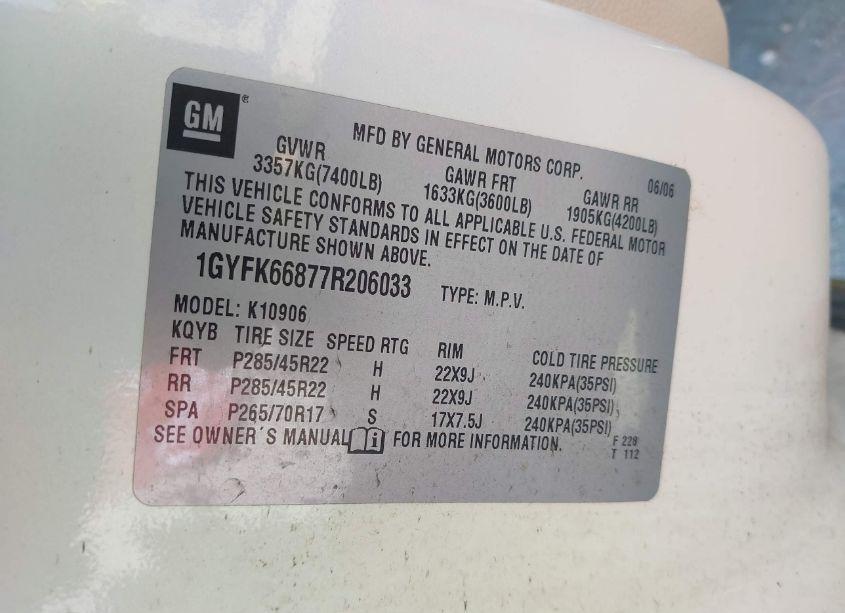 GM ®
MFD BY GENERAL MOTORS CORP. 06/06
GVWR GAWR FRT GAWR RR
3357KG(7400LB) 1633KG(3600LB) 1905KG(4200LB)
THIS VEHICLE CONFORMS TO ALL APPLICABLE U.S. FEDERAL MOTOR
VEHICLE SAFETY STANDARDS IN EFFECT ON THE DATE OF
MANUFACTURE SHOWN ABOVE.
1GYFK66877R206033 TYPE: M.P.V.
MODEL: K10906
KQYB TIRE SIZE SPEED RTG RIM COLD TIRE PRESSURE
FRT P285/45R22 H 22X9J 240KPA(35PSI)
RR P285/45R22 H 22X9J 240KPA(35PSI)
SPA P265/70R17 S 17X7.5J 240KPA(35PSI)
SEE OWNER´S MANUAL FOR MORE INFORMATION.
F 228
T 112